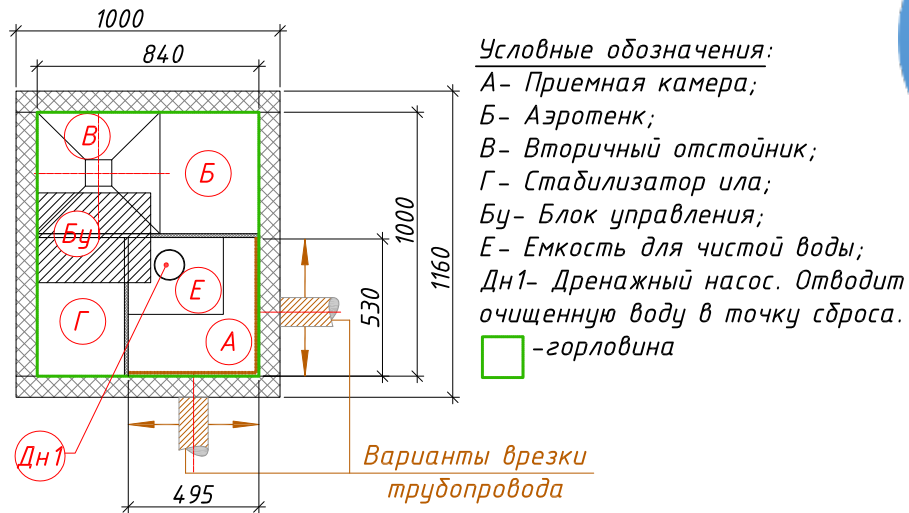 1000
840
Условные обозначения:
А- Приемная камера;
Б- Аэротенк;
В- Вторичный отстойник;
Г- Стабилизатор ила;
Бу- Блок управления;
Е- Емкость для чистой воды;
Дн1- Дренажный насос. Отводит
очищенную воду в точку сброса.
-горловина
В
Б
Бу
Е
Г
А
Дн1
530
1000
1160
495
Варианты врезки
трубопровода